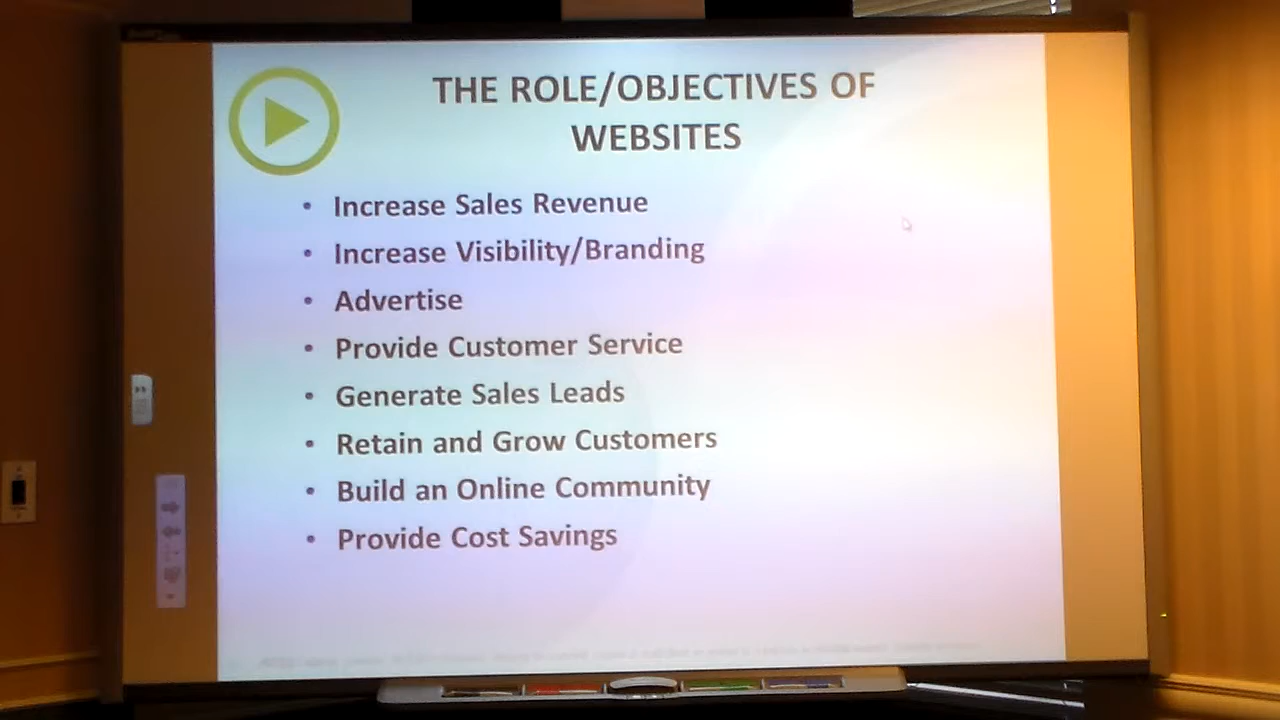 THE ROLE/OBJECTIVES OF
WEBSITES
• Increase Sales Revenue
• Increase Visibility/Branding
• Advertise
• Provide Customer Service
• Generate Sales Leads
• Retain and Grow Customers
• Build an Online Community
• Provide Cost Savings